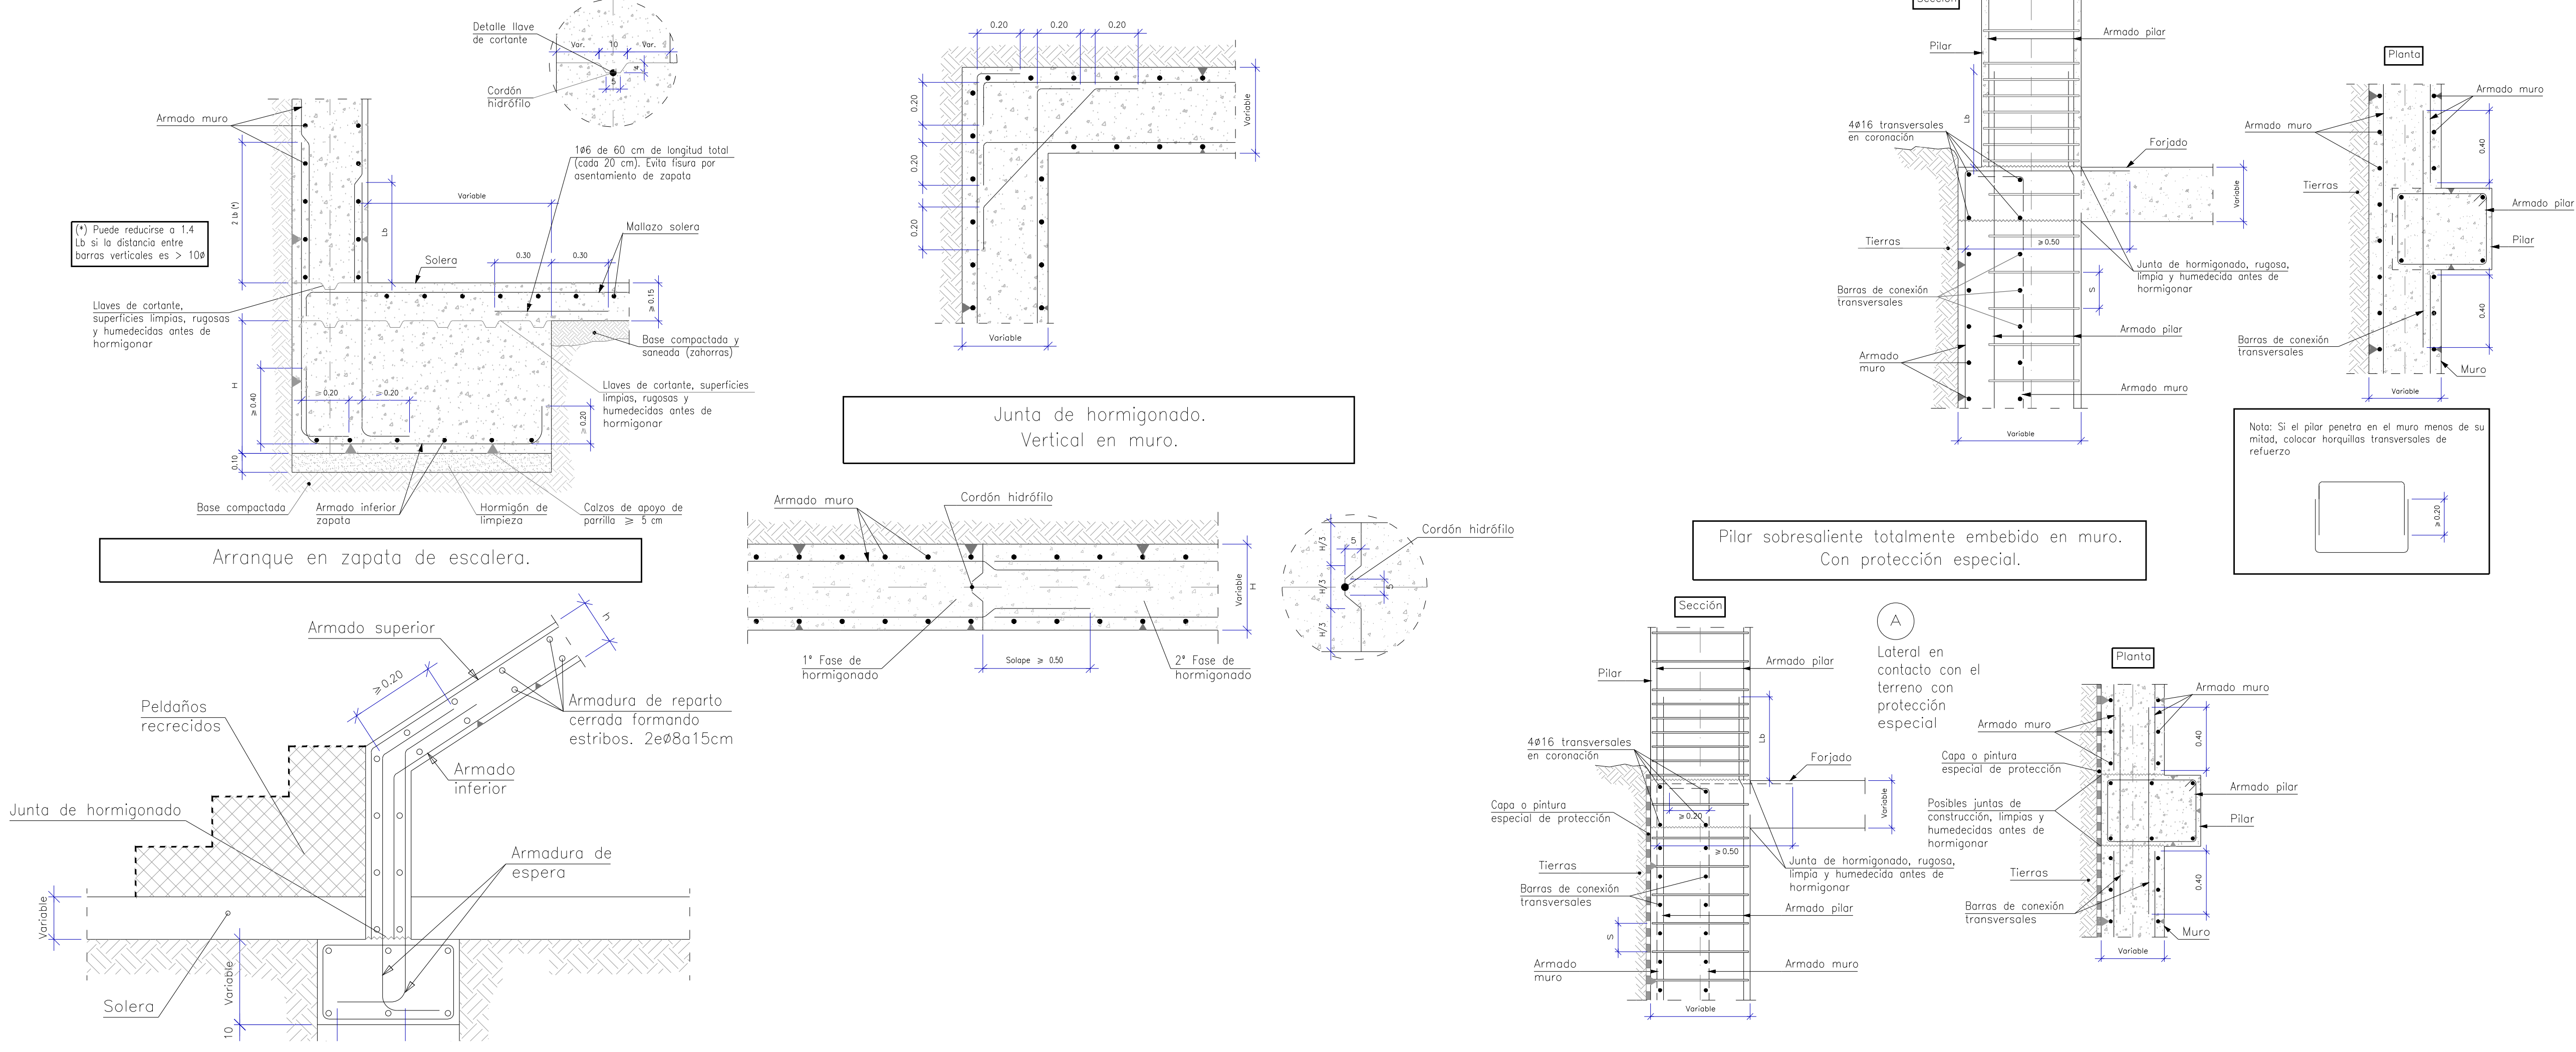 Detalle llave
de cortante
Var.
10
Var.
4
5
Cordón
hidrófilo
Armado muro
1ø6 de 60 cm de longitud total
(cada 20 cm). Evita fisura por
asentamiento de zapata
Variable
2 Lb (*)
Lb
(*) Puede reducirse a 1.4
Lb si la distancia entre
barras verticales es > 10ø
Mallazo solera
Solera
0.30
0.30
≥0.15
Llaves de cortante,
superficies limpias, rugosas
y humedecidas antes de
hormigonar
Base compactada y
saneada (zahorras)
H
≥0.40
≥0.20
≥0.20
≥0.20
Llaves de cortante, superficies
limpias, rugosas y
humedecidas antes de
hormigonar
0.10
Base compactada
Armado inferior
zapata
Hormigón de
limpieza
Calzos de apoyo de
parrilla ≥ 5 cm
Arranque en zapata de escalera.
Armado superior
h
≥0.20
Peldaños
recrecidos
Armadura de reparto
cerrada formando
estribos. 2eø8a15cm
Armado
inferior
Junta de hormigonado
Armadura de
espera
Variable
Variable
Solera
10
0.20
0.20
0.20
0.20
0.20
0.20
Variable
Variable
Junta de hormigonado.
Vertical en muro.
Armado muro
Cordón hidrófilo
Variable
H
1ª Fase de
hormigonado
Solape ≥ 0.50
2ª Fase de
hormigonado
H/3
H/3
H/3
5
5
Cordón hidrófilo
Sección
Armado pilar
Pilar
Lb
4ø16 transversales
en coronación
Forjado
Variable
Tierras
≥0.50
Junta de hormigonado, rugosa,
limpia y humedecida antes de
hormigonar
Barras de conexión
transversales
S
Armado pilar
Armado
muro
Armado muro
Variable
Planta
Armado muro
Armado muro
0.40
Tierras
Armado pilar
Pilar
0.40
Barras de conexión
transversales
Muro
Variable
Nota: Si el pilar penetra en el muro menos de su
mitad, colocar horquillas transversales de
refuerzo
≥0.20
Pilar sobresaliente totalmente embebido en muro.
Con protección especial.
Sección
A
Lateral en
contacto con el
terreno con
protección
especial
Armado pilar
Pilar
Lb
4ø16 transversales
en coronación
Forjado
Capa o pintura
especial de protección
≥0.20
Variable
≥0.50
Tierras
Junta de hormigonado, rugosa,
limpia y humedecida antes de
hormigonar
Barras de conexión
transversales
Armado pilar
S
Armado
muro
Armado muro
Variable
Planta
Armado muro
Armado muro
0.40
Capa o pintura
especial de protección
Armado pilar
Posibles juntas de
construcción, limpias y
humedecidas antes de
hormigonar
Pilar
Tierras
0.40
Barras de conexión
transversales
Muro
Variable